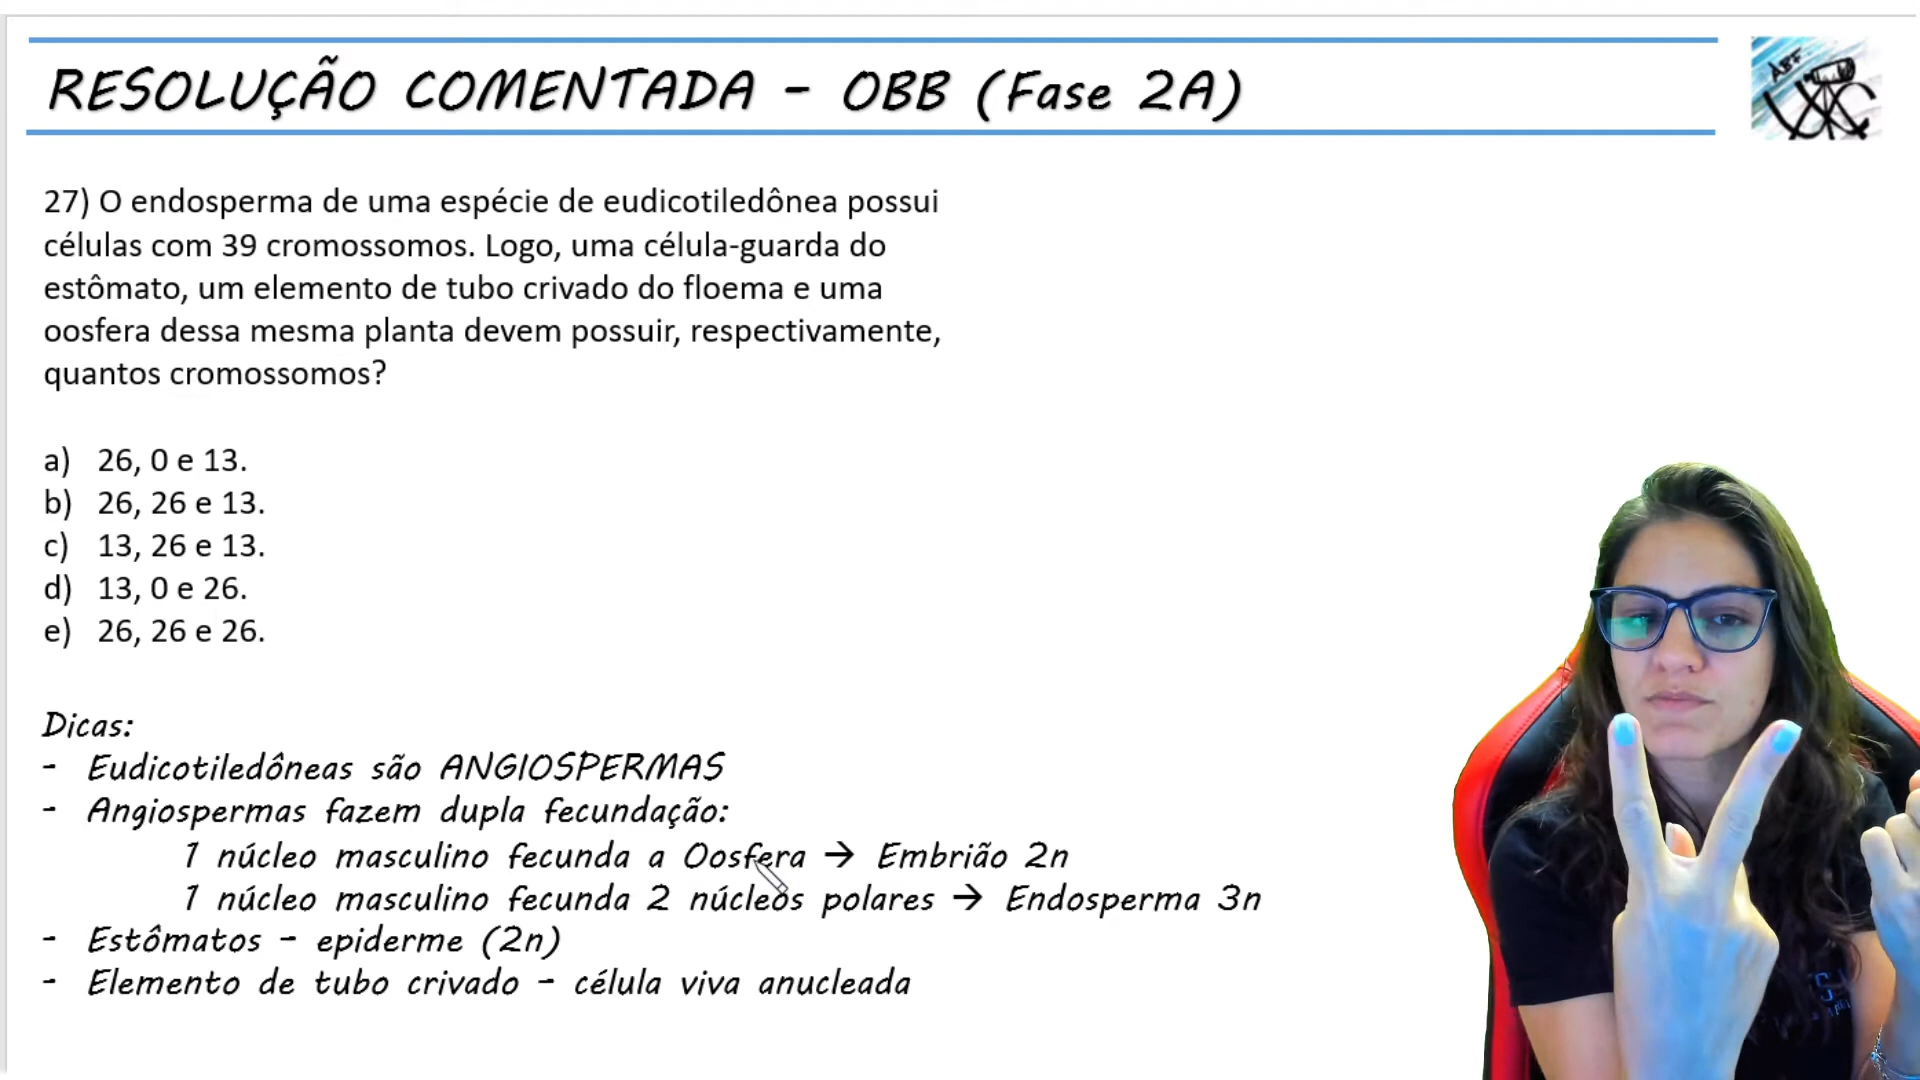 RESOLUÇÃO COMENTADA - OBB (Fase 2A)
27) O endosperma de uma espécie de eudicotiledônea possui
células com 39 cromossomos. Logo, uma célula-guarda do
estômato, um elemento de tubo crivado do floema e uma
oosfera dessa mesma planta devem possuir, respectivamente,
quantos cromossomos?
a) 26, 0 e 13.
b) 26, 26 e 13.
c) 13, 26 e 13.
d) 13, 0 e 26.
e) 26, 26 e 26.
Dicas:
- Eudicotiledôneas são ANGIOSPERMAS
- Angiospermas fazem dupla fecundação:
1 núcleo masculino fecunda a Oosfera → Embrião 2n
1 núcleo masculino fecunda 2 núcleos polares → Endosperma 3n
- Estômatos - epiderme (2n)
- Elemento de tubo crivado - célula viva anucleada